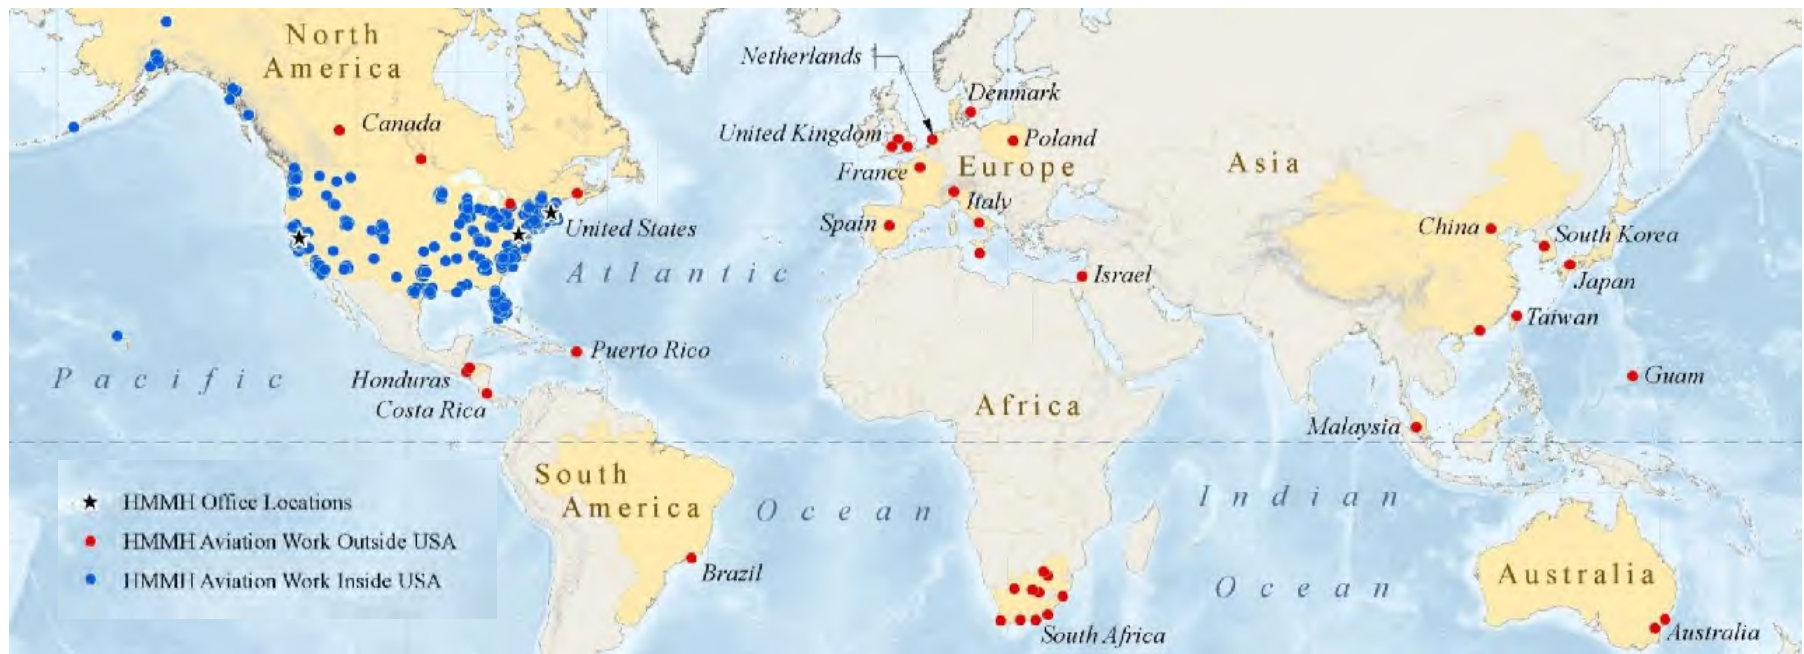 North
America
Netherlands
Denmark
Canada
United Kingdom
Poland
France
Europe
Asia
Italy
Spain
United States
China
South Korea
Atlantic
Israel
Japan
Taiwan
Puerto Rico
Pacific
Honduras
Costa Rica
Guam
Africa
Malaysia
South
America
Ocean
Indian
Ocean
HMMH Office Locations
HMMH Aviation Work Outside USA
HMMH Aviation Work Inside USA
Brazil
Australia
South Africa
Australia